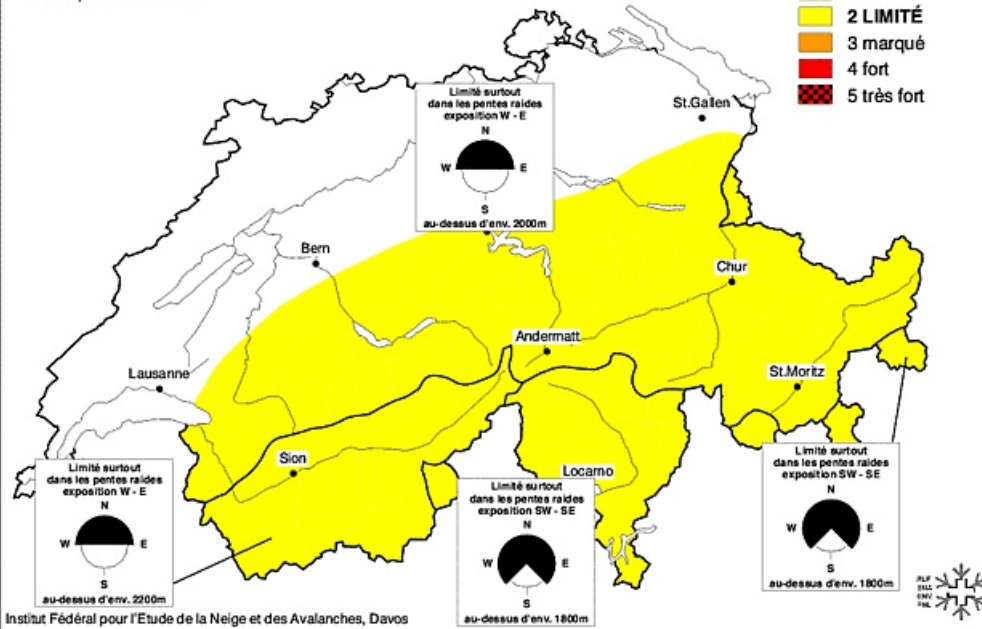 2 LIMITÉ
3 marqué
4 fort
5 très fort
Limité surtout
dans les pentes raides
exposition W - E
N
W E
S
au-dessus d'env. 2000m
St.Gallen
Bern
Chur
Andermatt
Lausanne
St.Moritz
Sion
Locarno
Limité surtout
dans les pentes raides
exposition W - E
N
W E
S
au-dessus d'env. 2200m
Limité surtout
dans les pentes raides
exposition SW - SE
N
W E
S
au-dessus d'env. 1800m
Limité surtout
dans les pentes raides
exposition SW - SE
N
W E
S
au-dessus d'env. 1800m
Institut Fédéral pour l'Etude de la Neige et des Avalanches, Davos